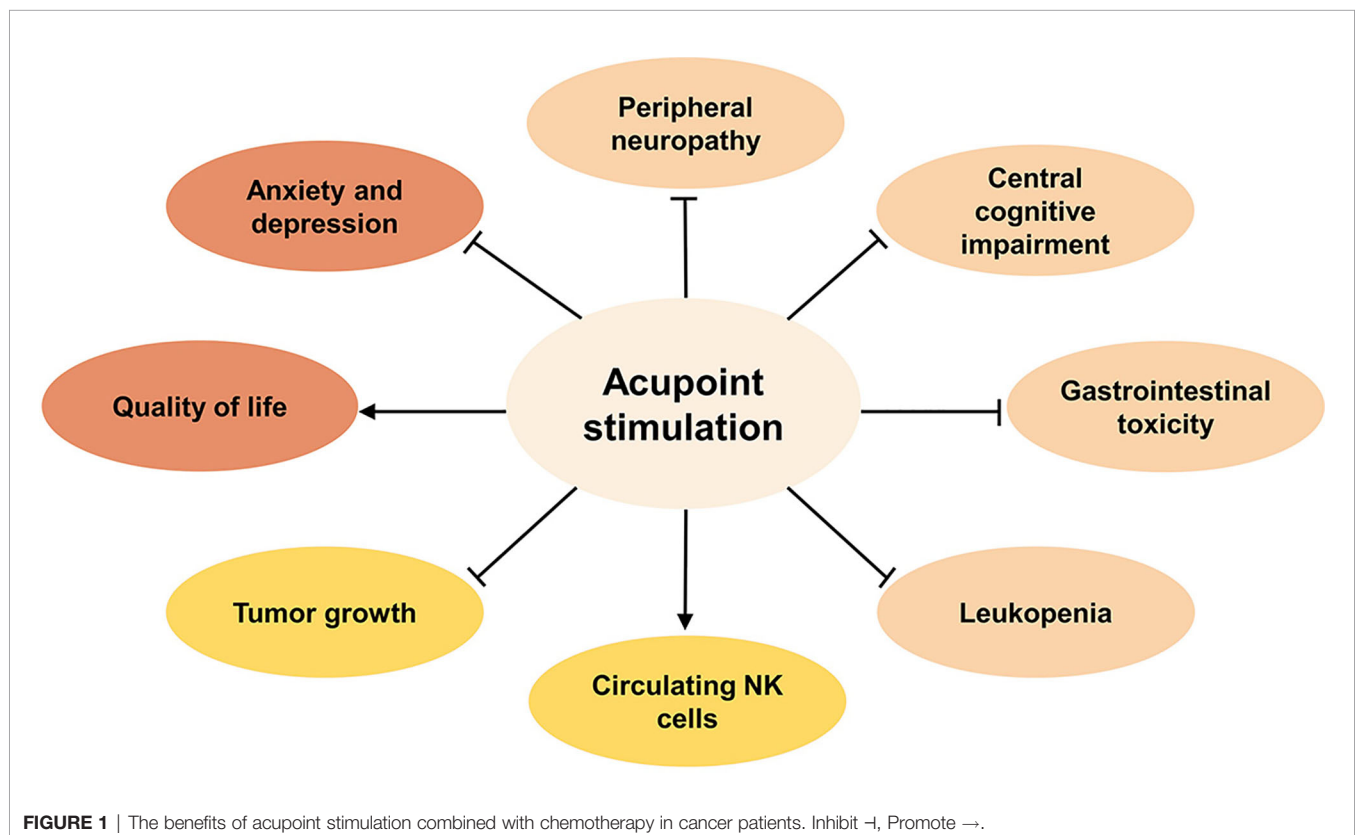 Peripheral
neuropathy
Anxiety and
depression
Central
cognitive
impairment
Acupoint
stimulation
Quality of life
Gastrointestinal
toxicity
Tumor growth
Leukopenia
Circulating NK
cells
FIGURE 1 | The benefits of acupoint stimulation combined with chemotherapy in cancer patients. Inhibit ⊣, Promote →.